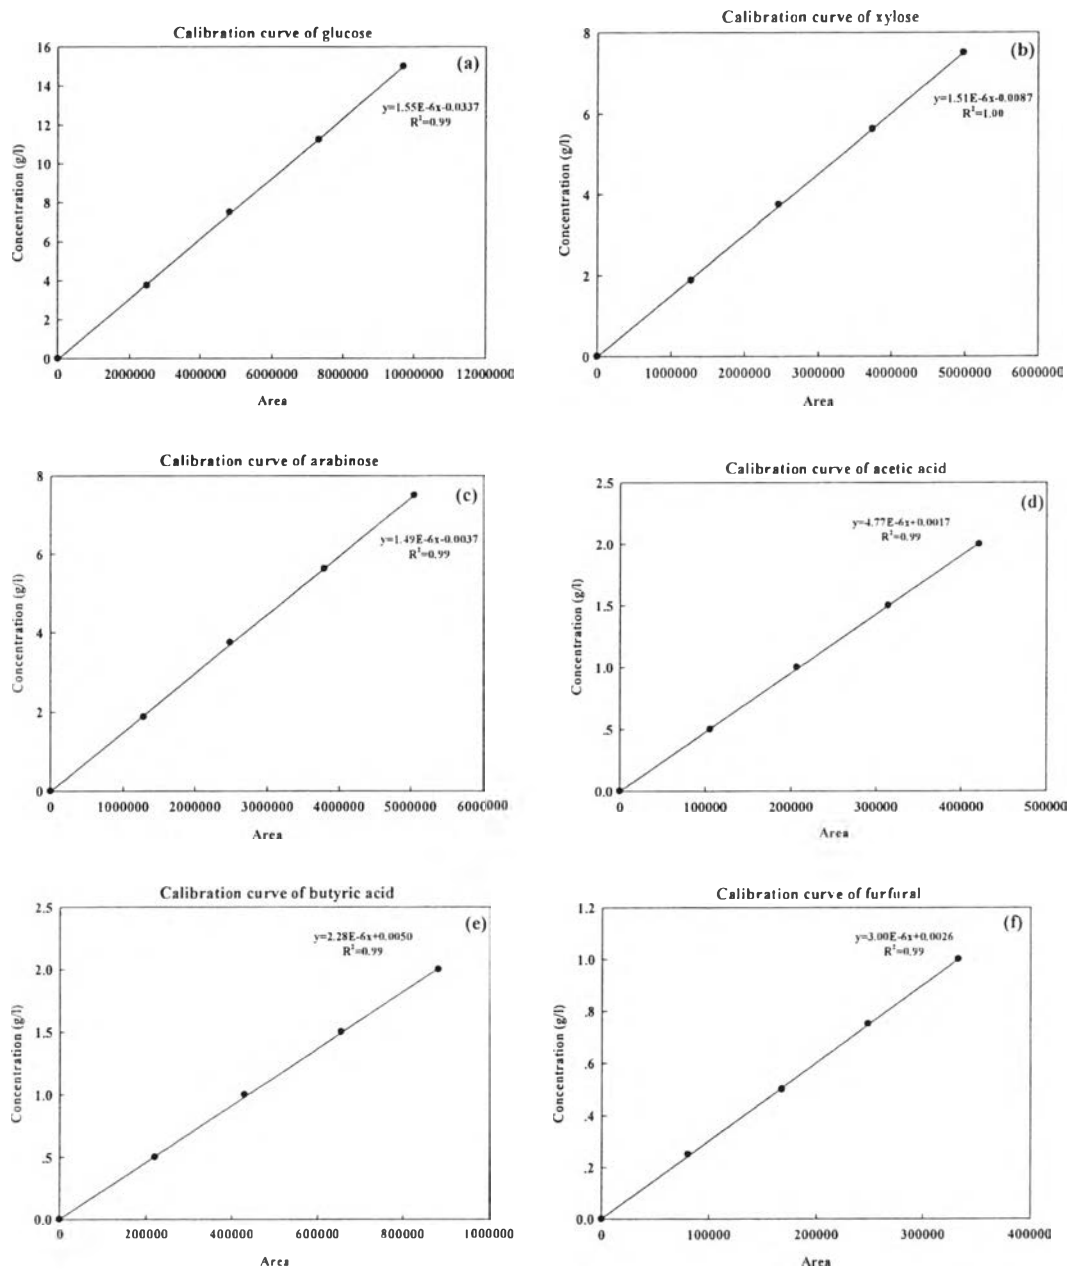 Calibration curve of glucose
(a)
y=1.55E-6x-0.0337
R²=0.99
16
14
12
10
8
6
4
2
0
Concentration (g/l)
0 2000000 4000000 6000000 8000000 10000000 12000000
Area
Calibration curve of xylose
(b)
y=1.51E-6x-0.0087
R²=1.00
8
6
4
2
0
Concentration (g/l)
0 1000000 2000000 3000000 4000000 5000000 6000000
Area
Calibration curve of arabinose
(c)
y=1.49E-6x-0.0037
R²=0.99
8
6
4
2
0
Concentration (g/l)
0 1000000 2000000 3000000 4000000 5000000 6000000
Area
Calibration curve of acetic acid
(d)
y=4.77E-6x+0.0017
R²=0.99
2.5
2.0
1.5
1.0
.5
0.0
Concentration (g/l)
0 100000 200000 300000 400000 500000
Area
Calibration curve of butyric acid
(e)
y=2.28E-6x+0.0050
R²=0.99
2.5
2.0
1.5
1.0
.5
0.0
Concentration (g/l)
0 200000 400000 600000 800000 1000000
Area
Calibration curve of furfural
(f)
y=3.00E-6x+0.0026
R²=0.99
1.2
1.0
.8
.6
.4
.2
0.0
Concentration (g/l)
0 100000 200000 300000 400000
Area